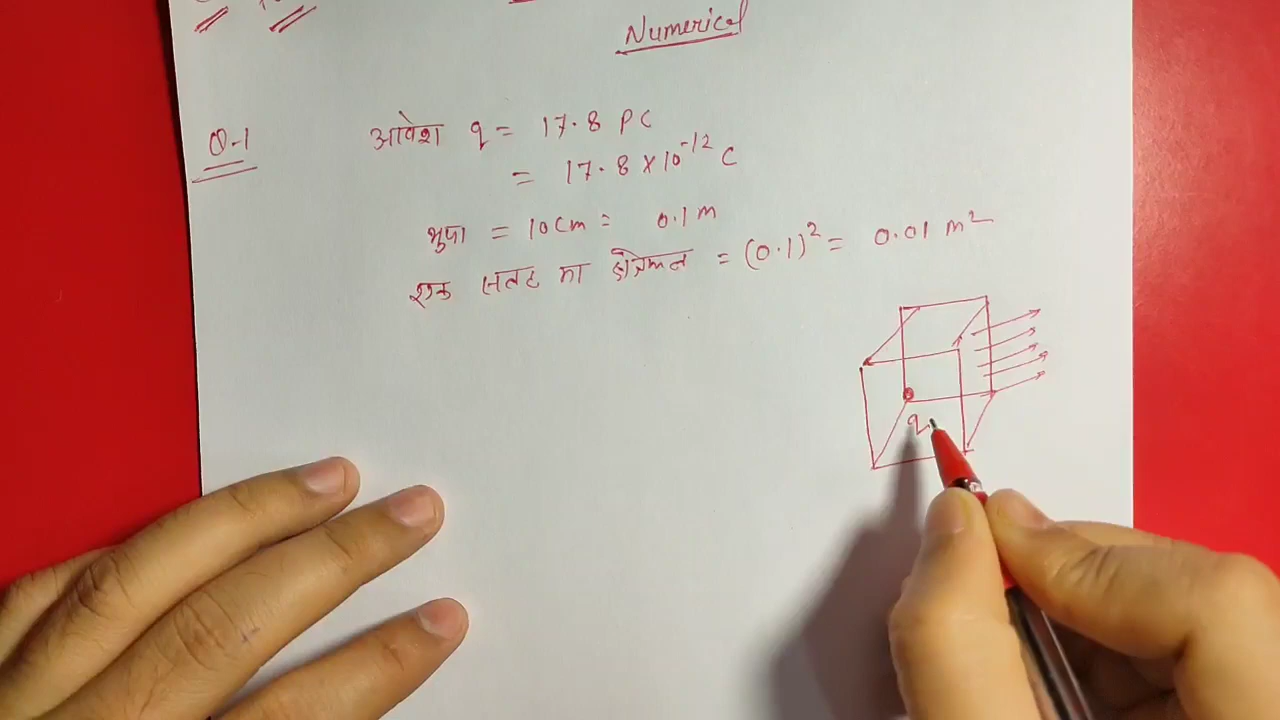 Numerical
Q-1
आवेश q = 17.8 PC
= 17.8 × 10⁻¹² C
भुजा = 10 cm = 0.1 m
एक सतह का क्षेत्रफल = (0.1)² = 0.01 m²
q